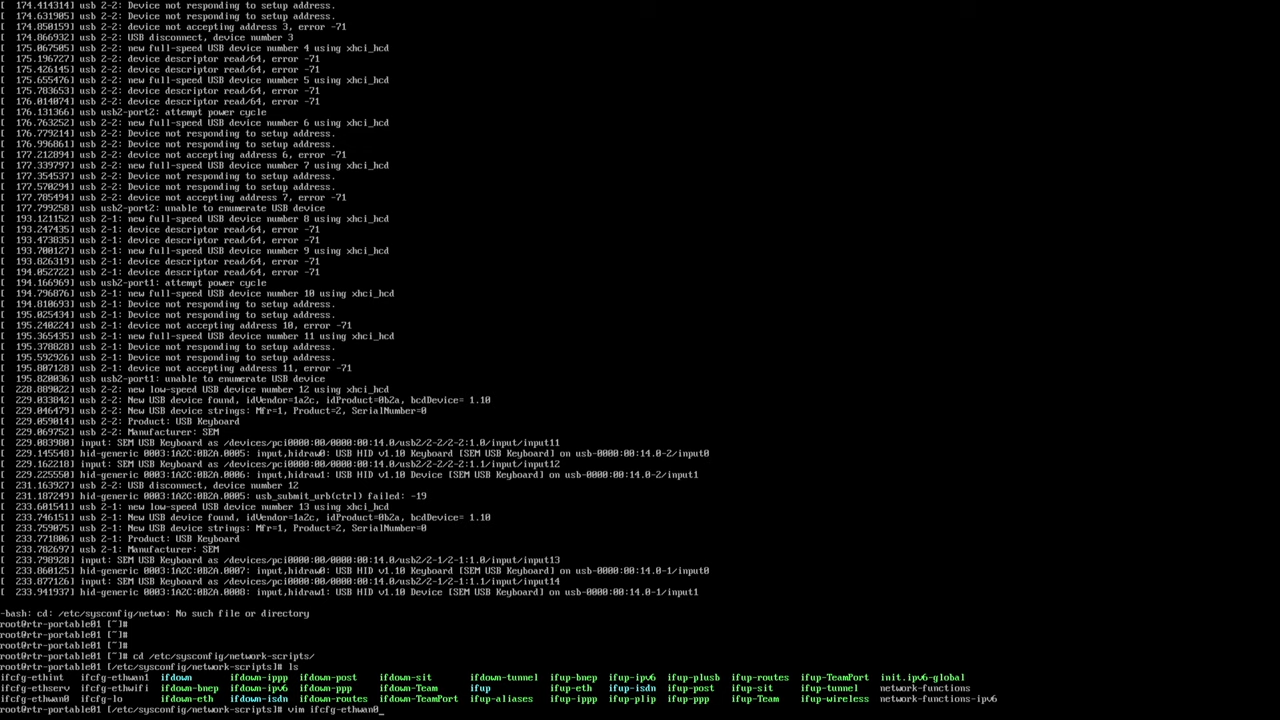 [  174.414314] usb 2-2: Device not responding to setup address.
[  174.631905] usb 2-2: Device not responding to setup address.
[  174.850159] usb 2-2: device not accepting address 3, error -71
[  174.866932] usb 2-2: USB disconnect, device number 3
[  175.067505] usb 2-2: new full-speed USB device number 4 using xhci_hcd
[  175.196727] usb 2-2: device descriptor read/64, error -71
[  175.426145] usb 2-2: device descriptor read/64, error -71
[  175.655476] usb 2-2: new full-speed USB device number 5 using xhci_hcd
[  175.783653] usb 2-2: device descriptor read/64, error -71
[  176.014074] usb 2-2: device descriptor read/64, error -71
[  176.131366] usb usb2-port2: attempt power cycle
[  176.763252] usb 2-2: new full-speed USB device number 6 using xhci_hcd
[  176.779214] usb 2-2: Device not responding to setup address.
[  176.996861] usb 2-2: Device not responding to setup address.
[  177.212894] usb 2-2: device not accepting address 6, error -71
[  177.339797] usb 2-2: new full-speed USB device number 7 using xhci_hcd
[  177.354537] usb 2-2: Device not responding to setup address.
[  177.570294] usb 2-2: Device not responding to setup address.
[  177.785494] usb 2-2: device not accepting address 7, error -71
[  177.799258] usb usb2-port2: unable to enumerate USB device
[  193.121152] usb 2-1: new full-speed USB device number 8 using xhci_hcd
[  193.247435] usb 2-1: device descriptor read/64, error -71
[  193.473835] usb 2-1: device descriptor read/64, error -71
[  193.700127] usb 2-1: new full-speed USB device number 9 using xhci_hcd
[  193.826319] usb 2-1: device descriptor read/64, error -71
[  194.052722] usb 2-1: device descriptor read/64, error -71
[  194.166969] usb usb2-port1: attempt power cycle
[  194.796876] usb 2-1: new full-speed USB device number 10 using xhci_hcd
[  194.810693] usb 2-1: Device not responding to setup address.
[  195.025434] usb 2-1: Device not responding to setup address.
[  195.240224] usb 2-1: device not accepting address 10, error -71
[  195.365435] usb 2-1: new full-speed USB device number 11 using xhci_hcd
[  195.378828] usb 2-1: Device not responding to setup address.
[  195.592926] usb 2-1: Device not responding to setup address.
[  195.807128] usb 2-1: device not accepting address 11, error -71
[  195.820036] usb usb2-port1: unable to enumerate USB device
[  228.889022] usb 2-2: new low-speed USB device number 12 using xhci_hcd
[  229.033842] usb 2-2: New USB device found, idVendor=1a2c, idProduct=0b2a, bcdDevice= 1.10
[  229.046479] usb 2-2: New USB device strings: Mfr=1, Product=2, SerialNumber=0
[  229.059014] usb 2-2: Product: USB Keyboard
[  229.069752] usb 2-2: Manufacturer: SEM
[  229.083980] input: SEM USB Keyboard as /devices/pci0000:00/0000:00:14.0/usb2/2-2/2-2:1.0/input/input11
[  229.145548] hid-generic 0003:1A2C:0B2A.0005: input,hidraw0: USB HID v1.10 Keyboard [SEM USB Keyboard] on usb-0000:00:14.0-2/input0
[  229.162218] input: SEM USB Keyboard as /devices/pci0000:00/0000:00:14.0/usb2/2-2/2-2:1.1/input/input12
[  229.225550] hid-generic 0003:1A2C:0B2A.0006: input,hidraw1: USB HID v1.10 Device [SEM USB Keyboard] on usb-0000:00:14.0-2/input1
[  231.163927] usb 2-2: USB disconnect, device number 12
[  231.187249] hid-generic 0003:1A2C:0B2A.0005: usb_submit_urb(ctrl) failed: -19
[  233.601541] usb 2-1: new low-speed USB device number 13 using xhci_hcd
[  233.746151] usb 2-1: New USB device found, idVendor=1a2c, idProduct=0b2a, bcdDevice= 1.10
[  233.759075] usb 2-1: New USB device strings: Mfr=1, Product=2, SerialNumber=0
[  233.771806] usb 2-1: Product: USB Keyboard
[  233.782697] usb 2-1: Manufacturer: SEM
[  233.798928] input: SEM USB Keyboard as /devices/pci0000:00/0000:00:14.0/usb2/2-1/2-1:1.0/input/input13
[  233.860125] hid-generic 0003:1A2C:0B2A.0007: input,hidraw0: USB HID v1.10 Keyboard [SEM USB Keyboard] on usb-0000:00:14.0-1/input0
[  233.877126] input: SEM USB Keyboard as /devices/pci0000:00/0000:00:14.0/usb2/2-1/2-1:1.1/input/input14
[  233.941937] hid-generic 0003:1A2C:0B2A.0008: input,hidraw1: USB HID v1.10 Device [SEM USB Keyboard] on usb-0000:00:14.0-1/input1
-bash: cd: /etc/sysconfig/netwo: No such file or directory
root@rtr-portable01 [~]#
root@rtr-portable01 [~]#
root@rtr-portable01 [~]#
root@rtr-portable01 [~]# cd /etc/sysconfig/network-scripts/
root@rtr-portable01 [/etc/sysconfig/network-scripts]# ls
ifcfg-ethint ifcfg-ethwan1 ifdown ifdown-ippp ifdown-post ifdown-sit ifdown-tunnel ifup-bnep ifup-ipv6 ifup-plusb ifup-routes ifup-TeamPort init.ipv6-global
ifcfg-ethserv ifcfg-ethwifi ifdown-bnep ifdown-ipv6 ifdown-ppp ifdown-Team ifup ifup-eth ifup-isdn ifup-post ifup-sit ifup-tunnel network-functions
ifcfg-ethwan0 ifcfg-lo ifdown-eth ifdown-isdn ifdown-routes ifdown-TeamPort ifup-aliases ifup-ippp ifup-plip ifup-ppp ifup-Team ifup-wireless network-functions-ipv6
root@rtr-portable01 [/etc/sysconfig/network-scripts]# vim ifcfg-ethwan0_